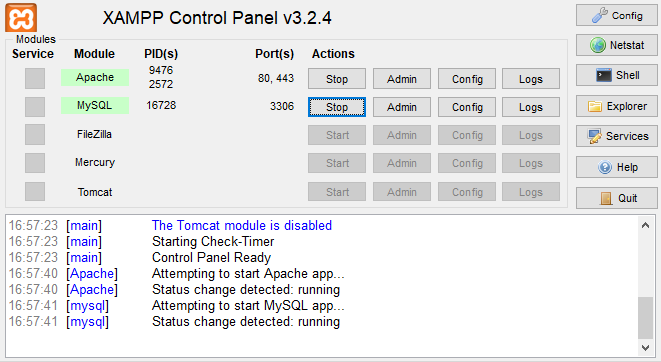 XAMPP Control Panel v3.2.4
Config
Modules
Service Module PID(s) Port(s) Actions
Netstat
Apache 9476 2572 80, 443 Stop Admin Config Logs
Shell
MySQL 16728 3306 Stop Admin Config Logs
Explorer
FileZilla Start Admin Config Logs
Services
Mercury Start Admin Config Logs
Help
Tomcat Start Admin Config Logs
Quit
16:57:23 [main] The Tomcat module is disabled
16:57:23 [main] Starting Check-Timer
16:57:23 [main] Control Panel Ready
16:57:40 [Apache] Attempting to start Apache app...
16:57:40 [Apache] Status change detected: running
16:57:41 [mysql] Attempting to start MySQL app...
16:57:41 [mysql] Status change detected: running